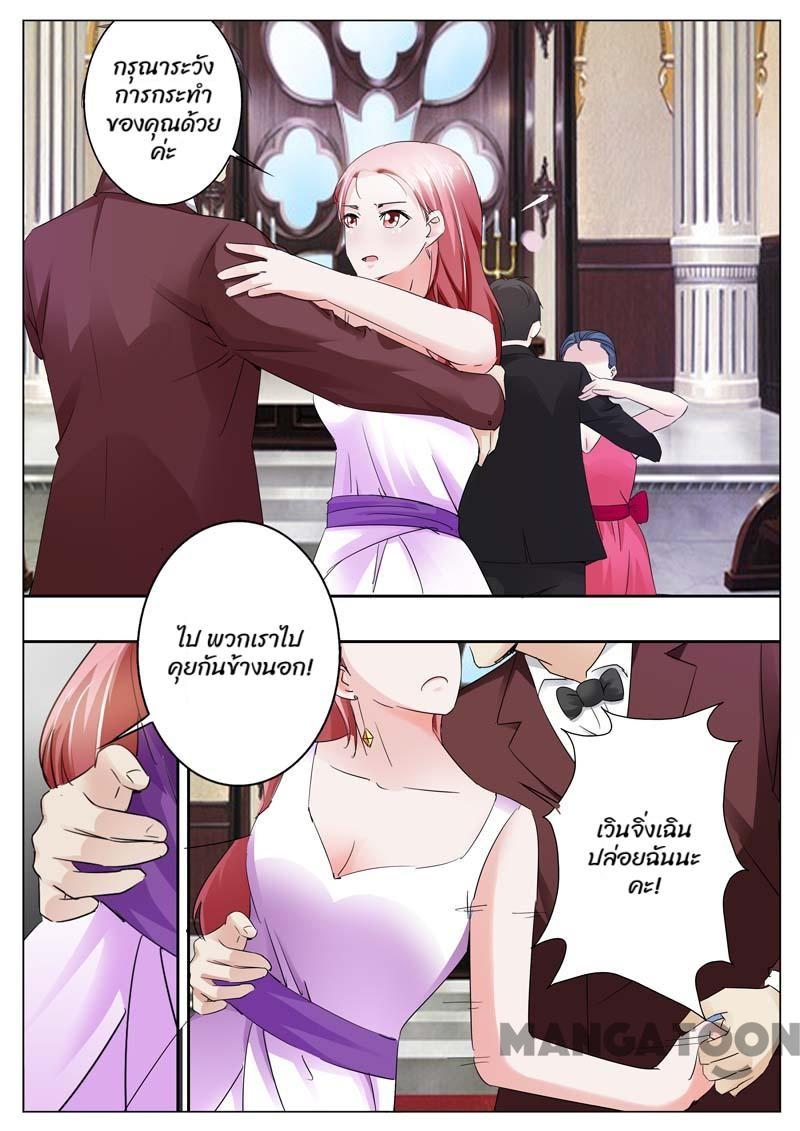 กรุณาระวัง
การกระทำ
ของคุณด้วย
ค่ะ
ไป พวกเราไป
คุยกันข้างนอก!
เวินจิ่งเฉิน
ปล่อยฉันนะ
คะ!
MANGATOON